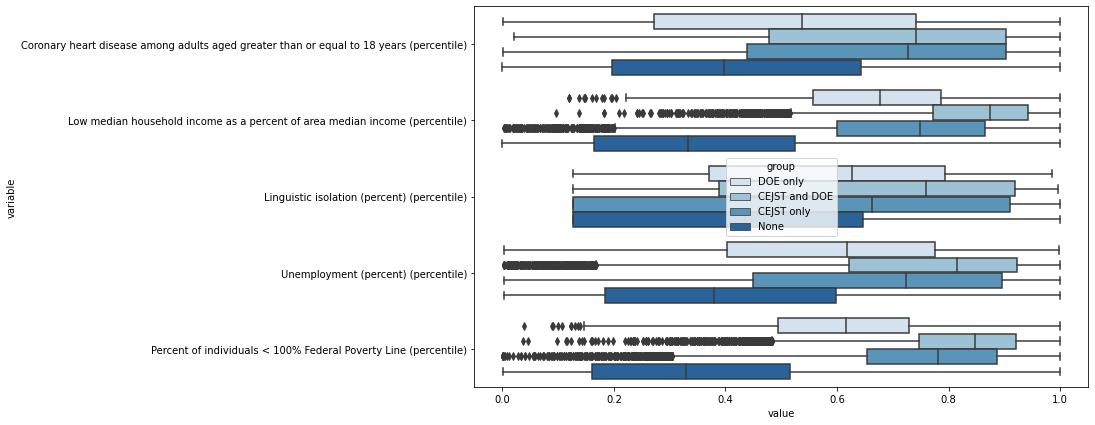 Coronary heart disease among adults aged greater than or equal to 18 years (percentile)
Low median household income as a percent of area median income (percentile)
Linguistic isolation (percent) (percentile)
Unemployment (percent) (percentile)
Percent of individuals < 100% Federal Poverty Line (percentile)
variable
group
DOE only
CEJST and DOE
CEJST only
None
0.0 0.2 0.4 0.6 0.8 1.0
value